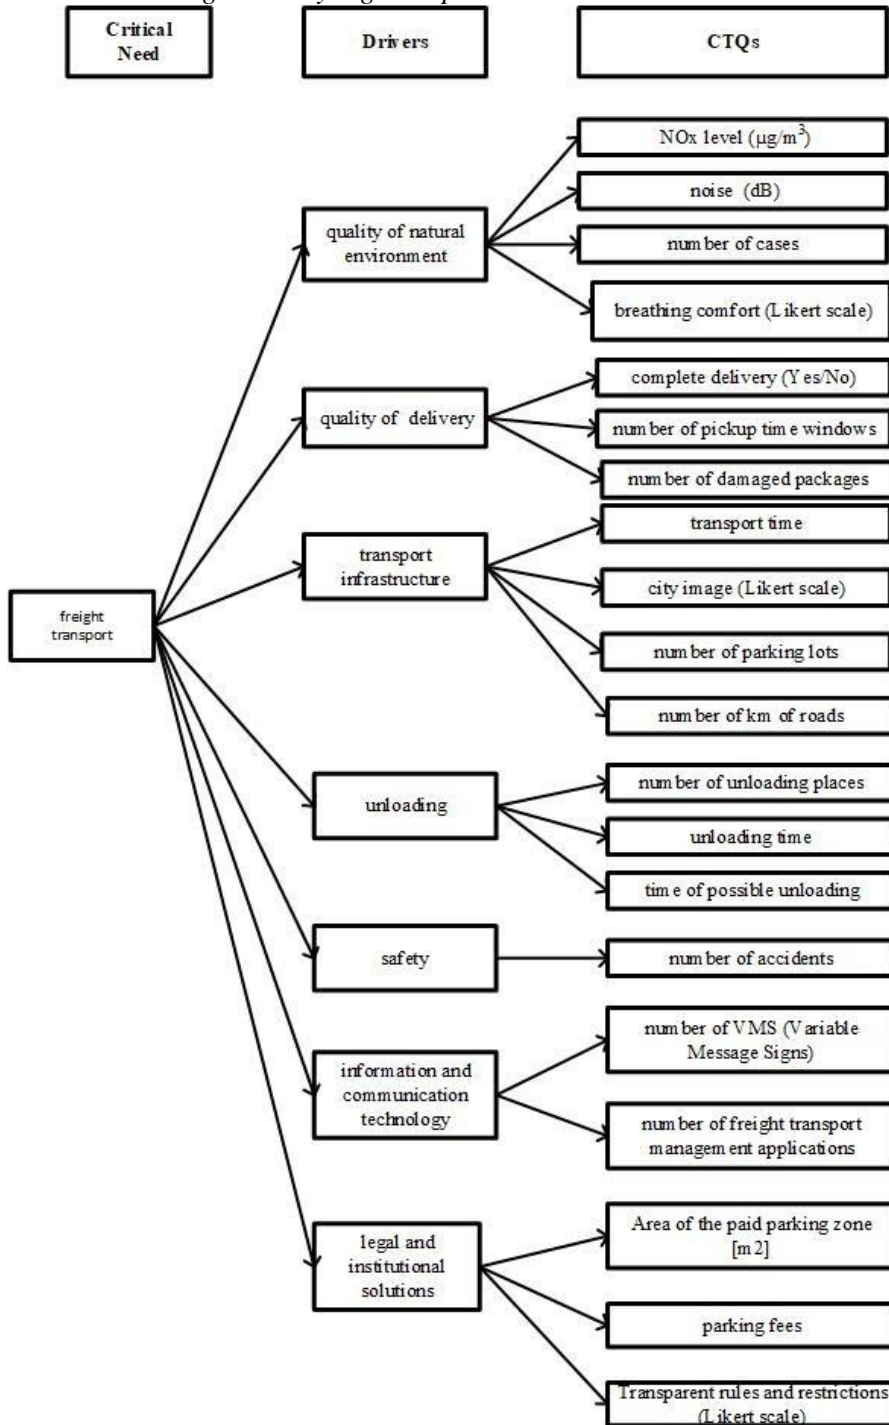 Critical
Need
Drivers
CTQs
NOx level (µg/m³)
noise (dB)
quality of natural
environment
number of cases
breathing comfort (Likert scale)
complete delivery (Yes/No)
quality of delivery
number of pickup time windows
number of damaged packages
transport time
transport
infrastructure
city image (Likert scale)
freight
transport
number of parking lots
number of km of roads
number of unloading places
unloading
unloading time
time of possible unloading
safety
number of accidents
number of VMS (Variable
Message Signs)
information and
communication
technology
number of freight transport
management applications
Area of the paid parking zone
[m2]
legal and
institutional
solutions
parking fees
Transparent rules and restrictions
(Likert scale)